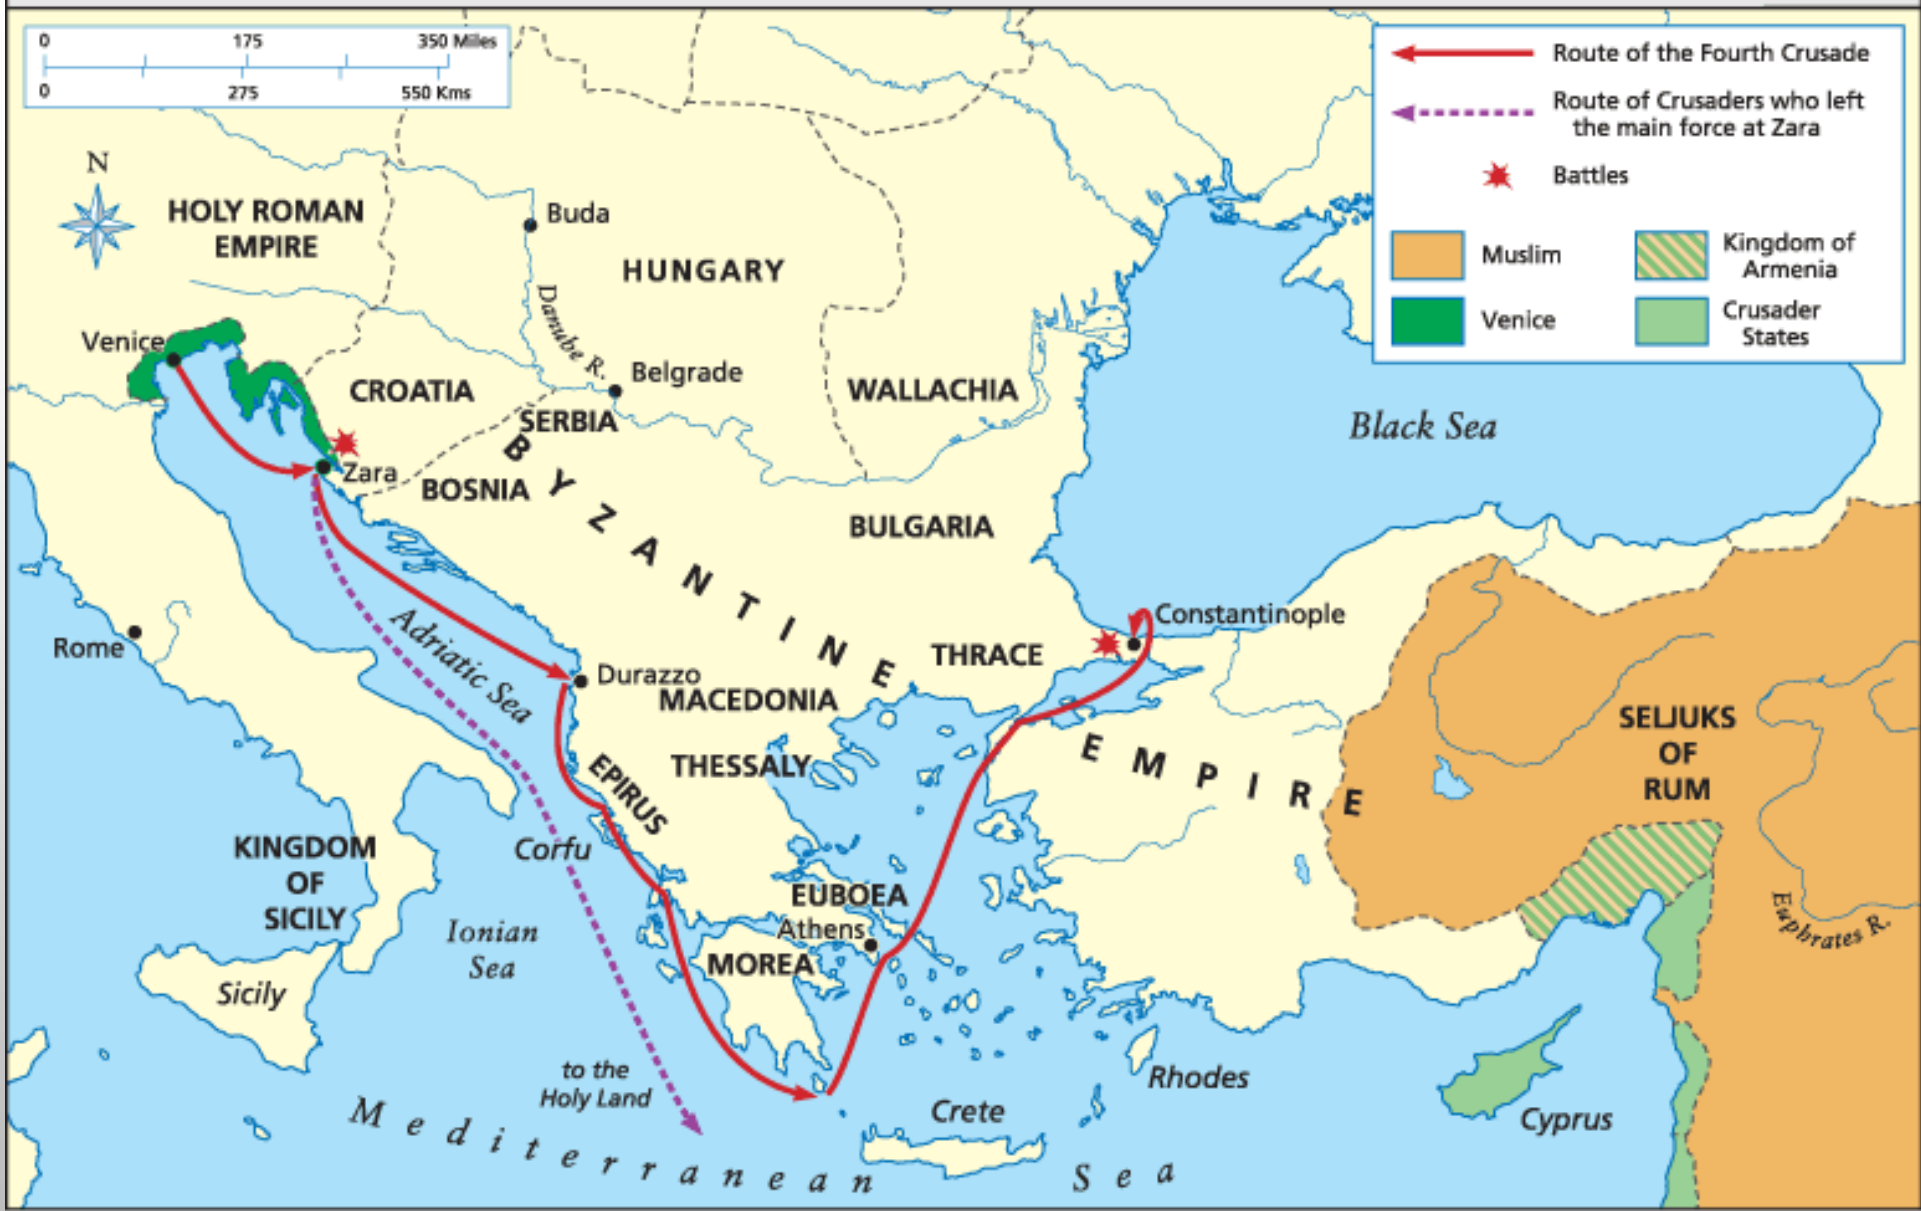 0 175 350 Miles
0 275 550 Kms
Route of the Fourth Crusade
Route of Crusaders who left
the main force at Zara
Battles
Muslim
Kingdom of
Armenia
Venice
Crusader
States
N
HOLY ROMAN
EMPIRE
Buda
HUNGARY
Danube R.
Venice
CROATIA
Belgrade
WALLACHIA
SERBIA
Black Sea
Zara
BOSNIA
BULGARIA
BYZANTINE
EMPIRE
Constantinople
Rome
Adriatic Sea
THRACE
Durazzo
MACEDONIA
SELJUKS
OF
RUM
THESSALY
EPIRUS
KINGDOM
OF
SICILY
Corfu
EUBOEA
Athens
Euphrates R.
Ionian
Sea
MOREA
Sicily
to the
Holy Land
Rhodes
Crete
Cyprus
Mediterranean Sea